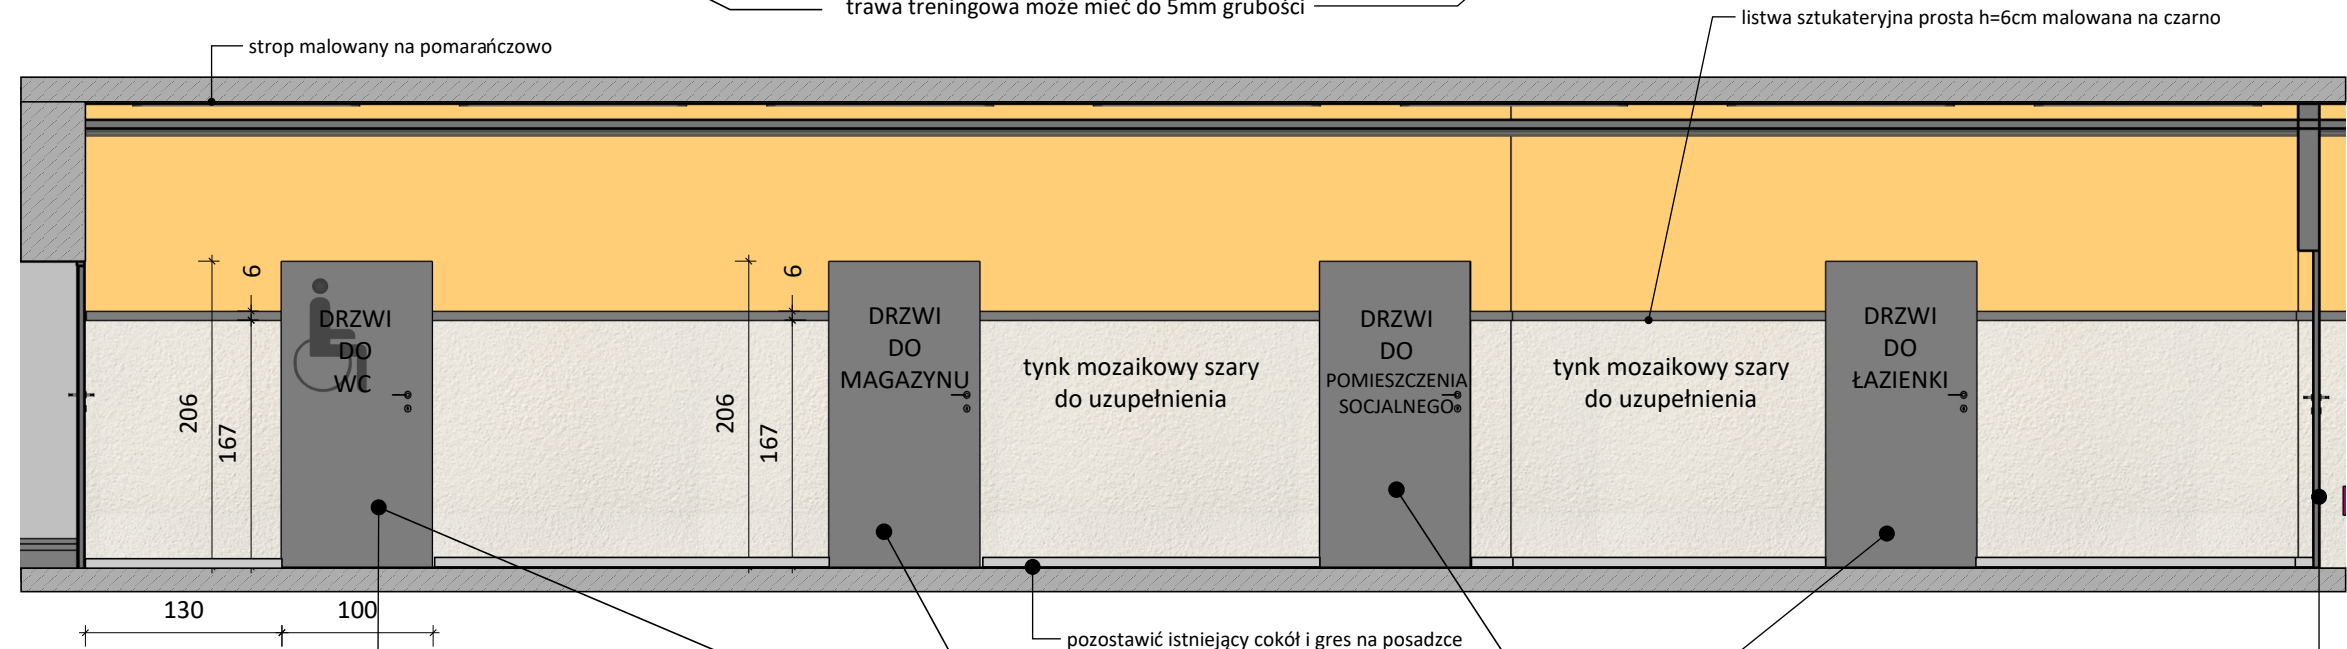 trawa treningowa może mieć do 5mm grubości
listwa sztukateryjna prosta h=6cm malowana na czarno
strop malowany na pomarańczowo
6
6
DRZWI
DO
WC
DRZWI
DO
MAGAZYNU
DRZWI
DO
POMIESZCZENIA
SOCJALNEGO
DRZWI
DO
ŁAZIENKI
tynk mozaikowy szary
do uzupełnienia
tynk mozaikowy szary
do uzupełnienia
206
167
206
167
130
100
pozostawić istniejący cokół i gres na posadzce